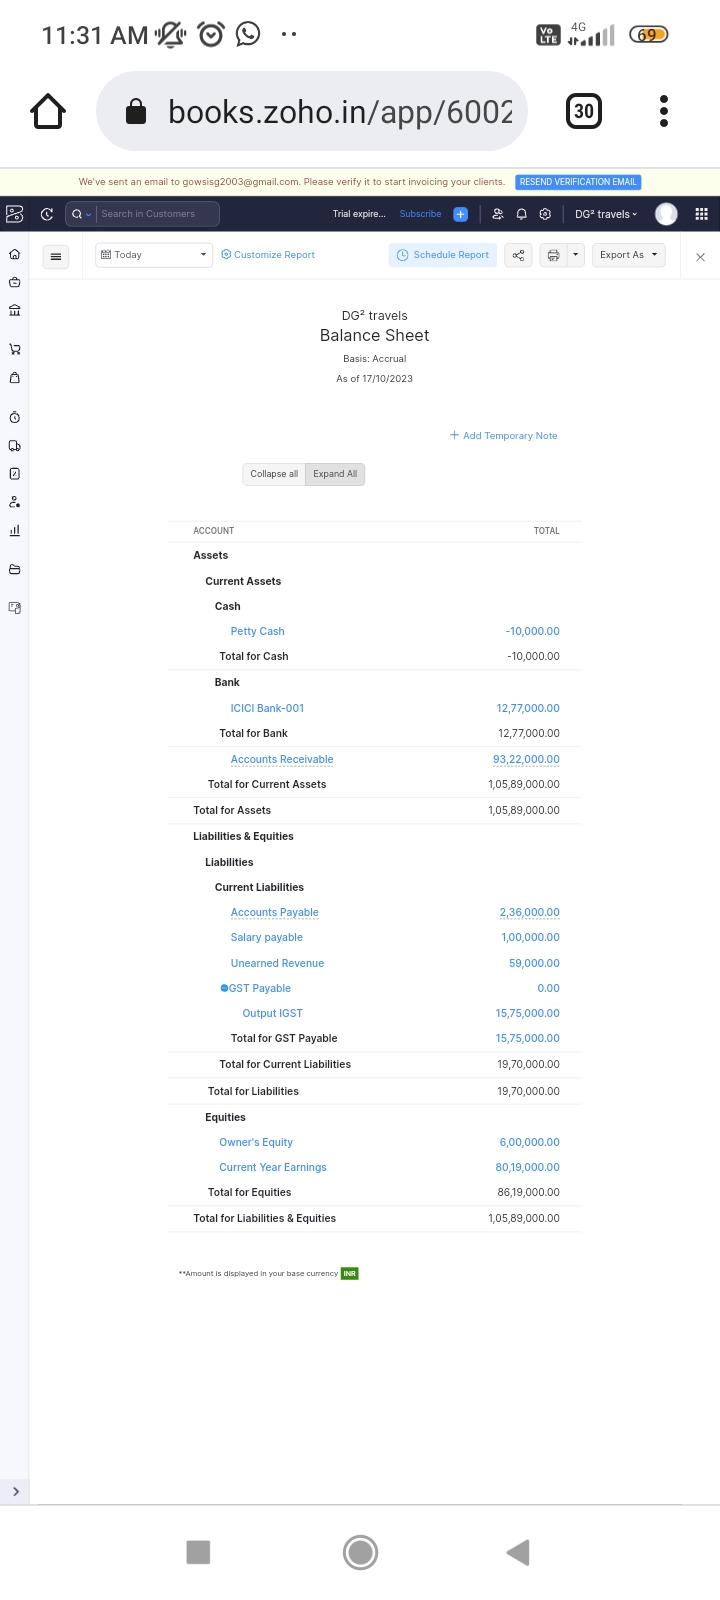 11:31 AM
Vo LTE 4G 69
books.zoho.in/app/6002
30
We've sent an email to gowsisg2003@gmail.com. Please verify it to start invoicing your clients. RESEND VERIFICATION EMAIL
Search in Customers Trial expire... Subscribe DG² travels
Today Customize Report Schedule Report Export As
DG² travels
Balance Sheet
Basis: Accrual
As of 17/10/2023
Add Temporary Note
Collapse all Expand All
ACCOUNT TOTAL
Assets
Current Assets
Cash
Petty Cash -10,000.00
Total for Cash -10,000.00
Bank
ICICI Bank-001 12,77,000.00
Total for Bank 12,77,000.00
Accounts Receivable 93,22,000.00
Total for Current Assets 1,05,89,000.00
Total for Assets 1,05,89,000.00
Liabilities & Equities
Liabilities
Current Liabilities
Accounts Payable 2,36,000.00
Salary payable 1,00,000.00
Unearned Revenue 59,000.00
GST Payable 0.00
Output IGST 15,75,000.00
Total for GST Payable 15,75,000.00
Total for Current Liabilities 19,70,000.00
Total for Liabilities 19,70,000.00
Equities
Owner's Equity 6,00,000.00
Current Year Earnings 80,19,000.00
Total for Equities 86,19,000.00
Total for Liabilities & Equities 1,05,89,000.00
**Amount is displayed in your base currency INR